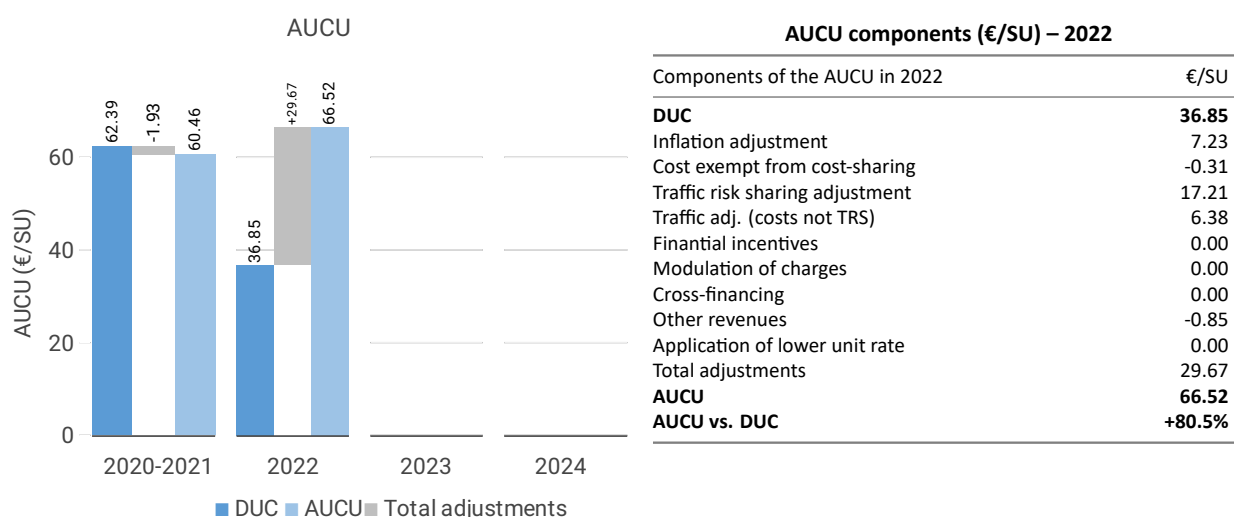 AUCU
AUCU (€/SU)
60
40
20
0
62.39
-1.93
60.46
36.85
+29.67
66.52
2020-2021
2022
2023
2024
DUC AUCU Total adjustments
AUCU components (€/SU) – 2022
Components of the AUCU in 2022 €/SU
DUC 36.85
Inflation adjustment 7.23
Cost exempt from cost-sharing -0.31
Traffic risk sharing adjustment 17.21
Traffic adj. (costs not TRS) 6.38
Finantial incentives 0.00
Modulation of charges 0.00
Cross-financing 0.00
Other revenues -0.85
Application of lower unit rate 0.00
Total adjustments 29.67
AUCU 66.52
AUCU vs. DUC +80.5%